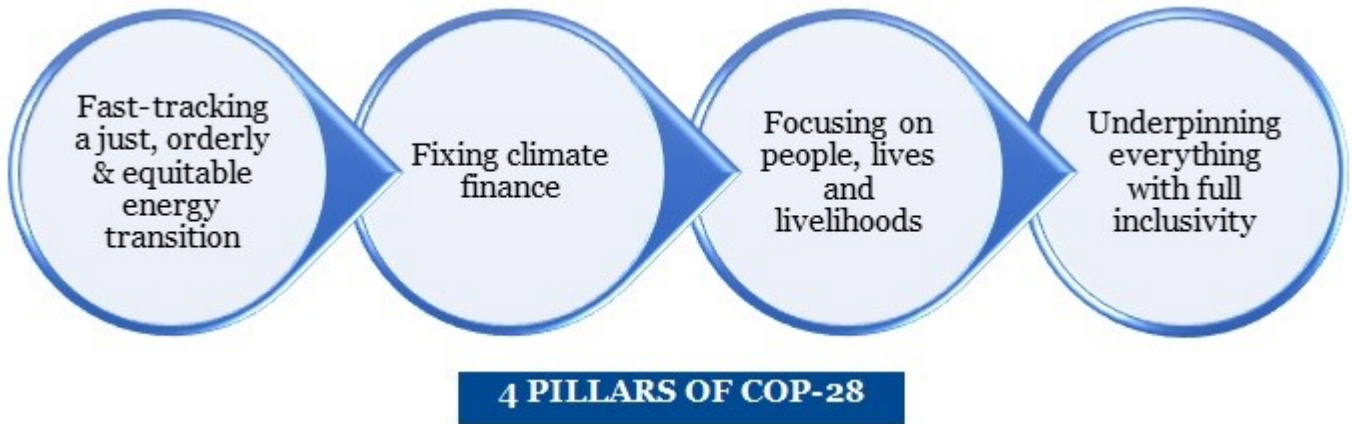 Fast-tracking
a just, orderly
& equitable
energy
transition
Fixing climate
finance
Focusing on
people, lives
and
livelihoods
Underpinning
everything
with full
inclusivity
4 PILLARS OF COP-28